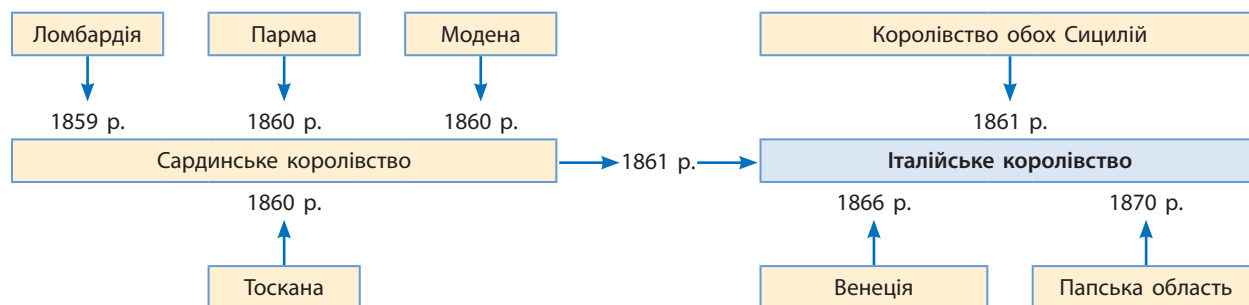 Ломбардія
Парма
Модена
Королівство обох Сицилій
1859 р.
1860 р.
1860 р.
1861 р.
Сардинське королівство
1861 р.
Італійське королівство
1860 р.
1866 р.
1870 р.
Тоскана
Венеція
Папська область